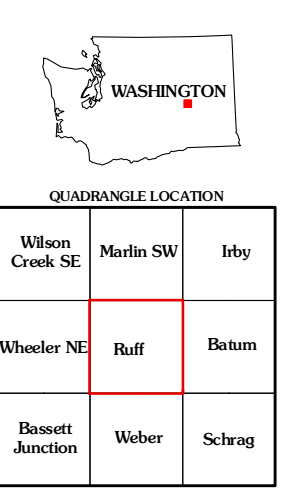 WASHINGTON
QUADRANGLE LOCATION
Wilson
Creek SE
Marlin SW
Irby
Wheeler NE
Ruff
Batum
Bassett
Junction
Weber
Schrag